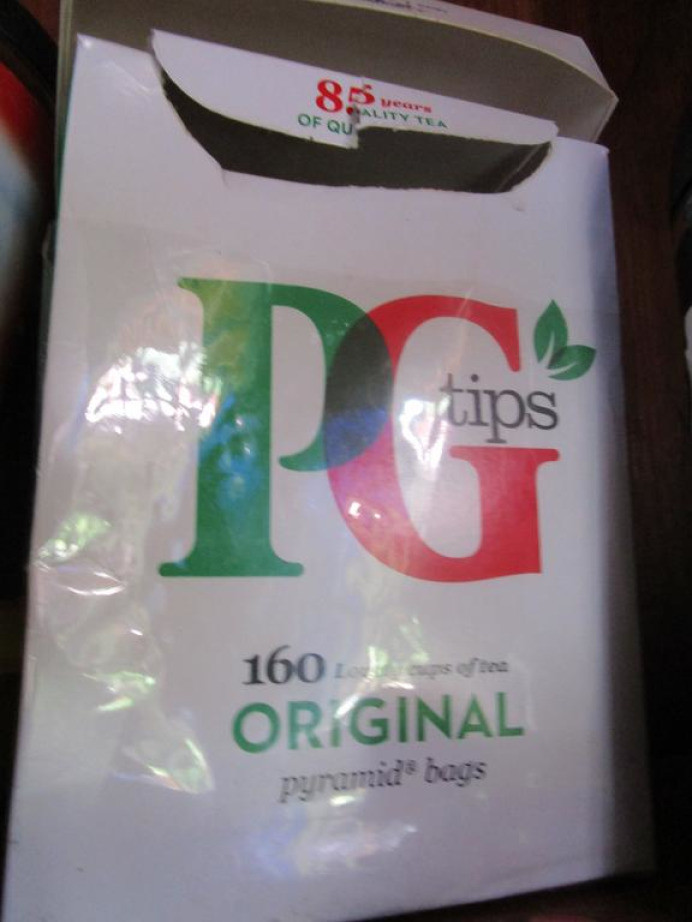 85 years
OF QUALITY TEA
PG
tips
160 cups of tea
ORIGINAL
pyramid® bags